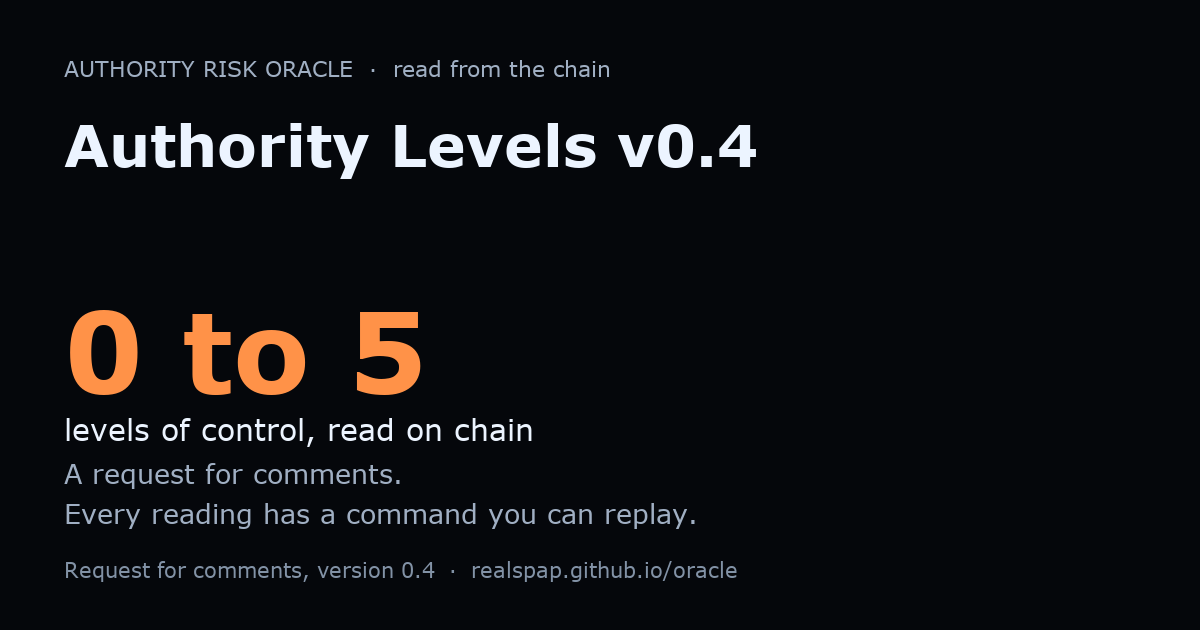 AUTHORITY RISK ORACLE · read from the chain
Authority Levels v0.4
0 to 5
levels of control, read on chain
A request for comments.
Every reading has a command you can replay.
Request for comments, version 0.4 · realspap.github.io/oracle